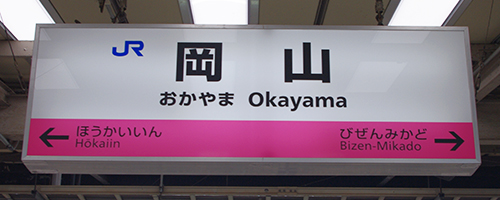 JR 岡山
おかやま Okayama
← ほうかいいん びぜんみかど →
Hōkaiin Bizen-Mikado